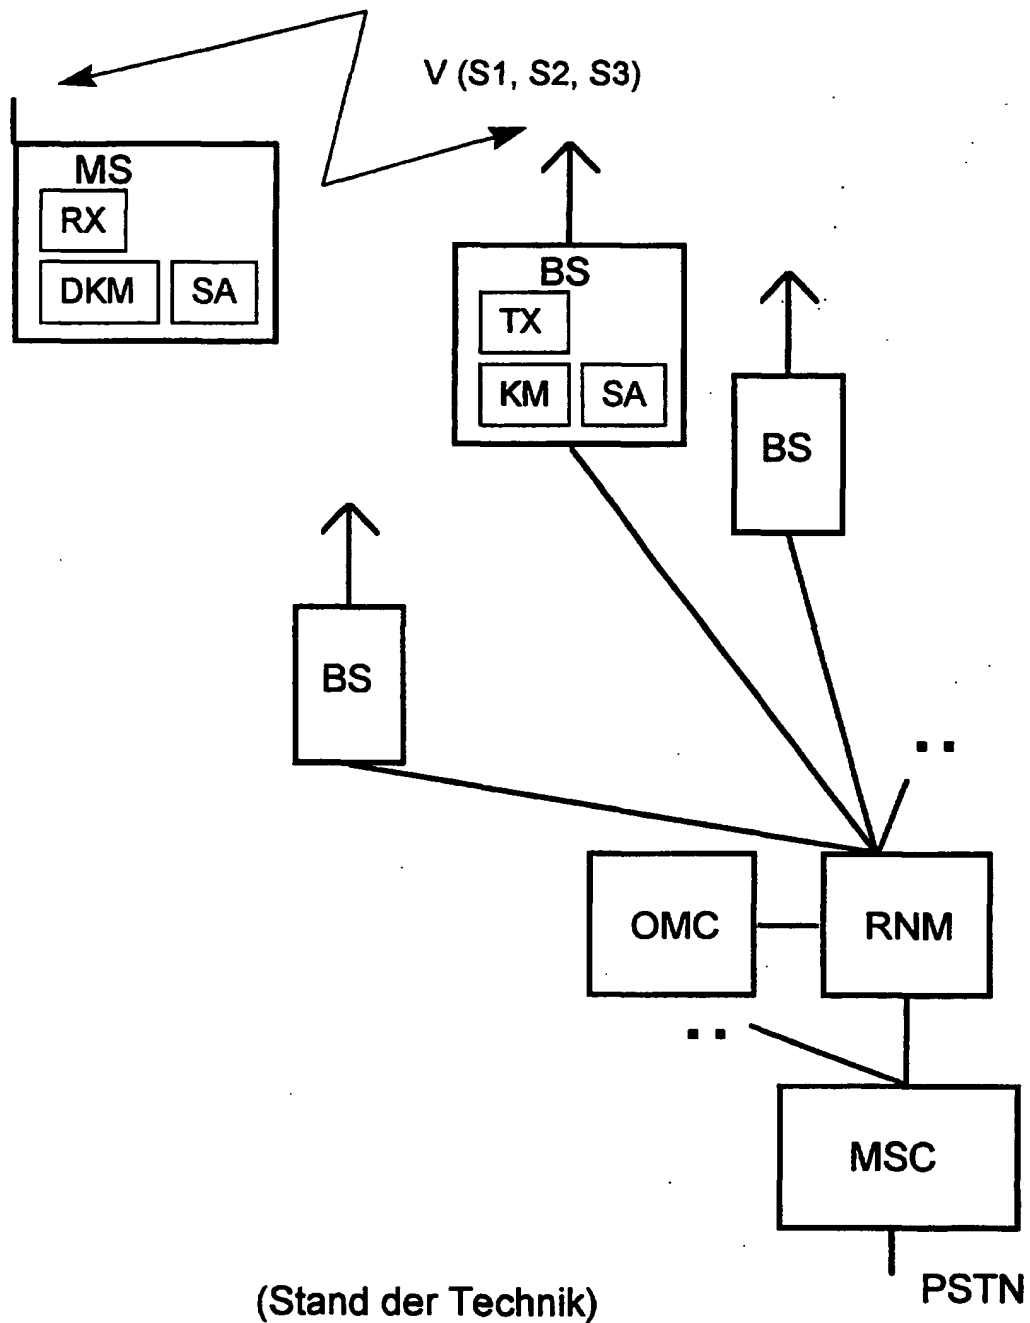 V (S1, S2, S3)
MS
RX
DKM SA
BS
TX
KM SA
BS
BS
OMC RNM
MSC
PSTN
(Stand der Technik)